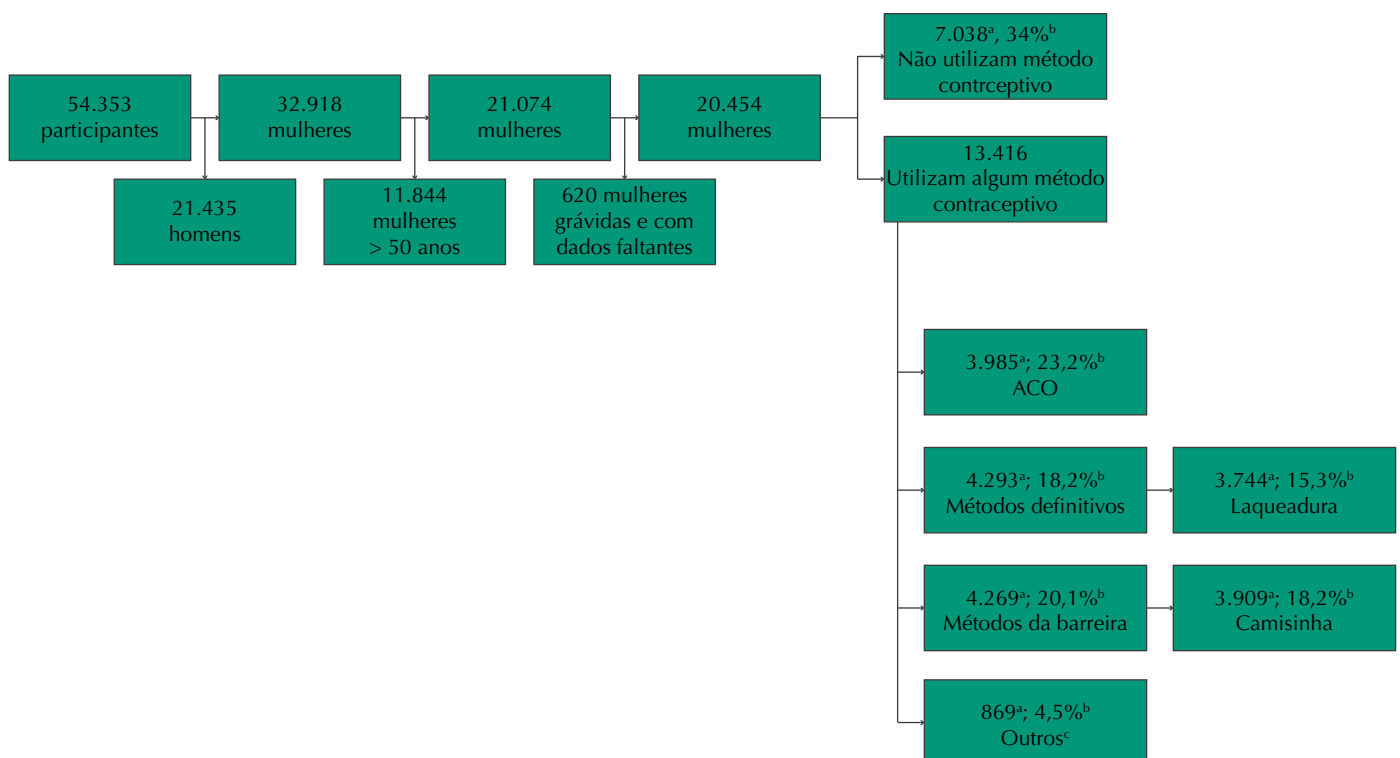 54.353
participantes
32.918
mulheres
21.074
mulheres
20.454
mulheres
21.435
homens
11.844
mulheres
> 50 anos
620 mulheres
grávidas e com
dados faltantes
7.038ᵃ, 34%ᵇ
Não utilizam método
contrceptivo
13.416
Utilizam algum método
contraceptivo
3.985ᵃ; 23,2%ᵇ
ACO
4.293ᵃ; 18,2%ᵇ
Métodos definitivos
3.744ᵃ; 15,3%ᵇ
Laqueadura
4.269ᵃ; 20,1%ᵇ
Métodos da barreira
3.909ᵃ; 18,2%ᵇ
Camisinha
869ᵃ; 4,5%ᵇ
Outrosᶜ